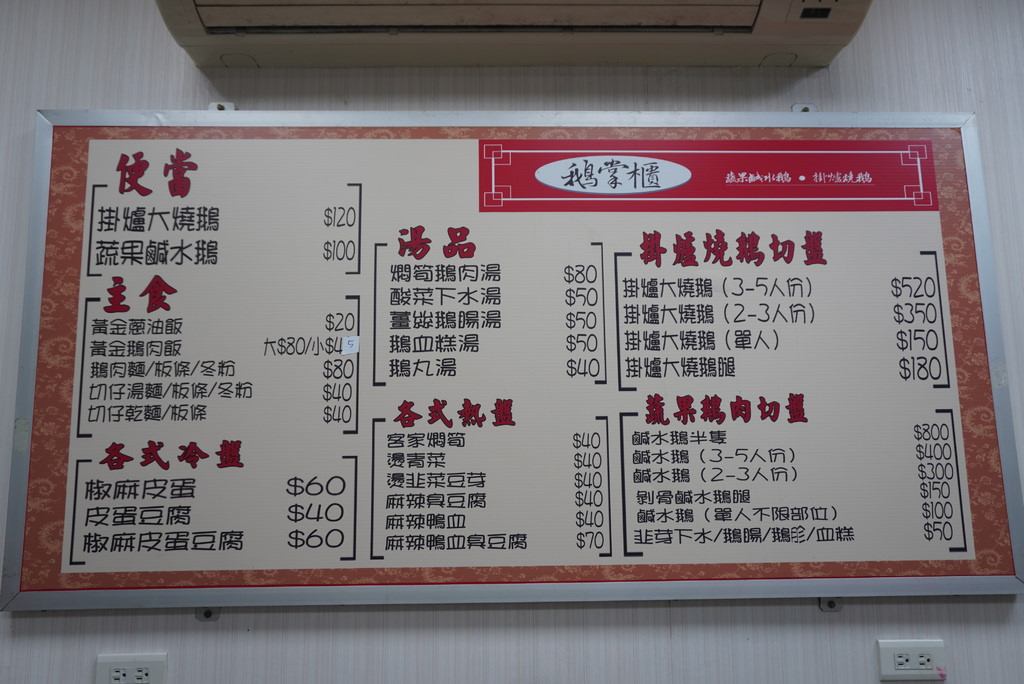 鵝掌櫃
蔬果鹹水鵝 • 掛爐燒鵝
便當
掛爐大燒鵝 $120
蔬果鹹水鵝 $100
主食
黃金蔥油飯 $20
黃金鵝肉飯 大$80/小$45
鵝肉麵/板條/冬粉 $80
切仔湯麵/板條/冬粉 $40
切仔乾麵/板條 $40
各式冷盤
椒麻皮蛋 $60
皮蛋豆腐 $40
椒麻皮蛋豆腐 $60
湯品
燜筍鵝肉湯 $80
酸菜下水湯 $50
薑絲鵝腸湯 $50
鵝血糕湯 $50
鵝丸湯 $40
各式熱盤
客家燜筍 $40
燙青菜 $40
燙韭菜豆芽 $40
麻辣臭豆腐 $40
麻辣鴨血 $40
麻辣鴨血臭豆腐 $70
掛爐燒鵝切盤
掛爐大燒鵝(3-5人份) $520
掛爐大燒鵝(2-3人份) $350
掛爐大燒鵝(單人) $150
掛爐大燒鵝腿 $180
蔬果鵝肉切盤
鹹水鵝半隻 $800
鹹水鵝(3-5人份) $400
鹹水鵝(2-3人份) $300
剝骨鹹水鵝腿 $150
鹹水鵝(單人不限部位) $100
韭芽下水/鵝腸/鵝胗/血糕 $50